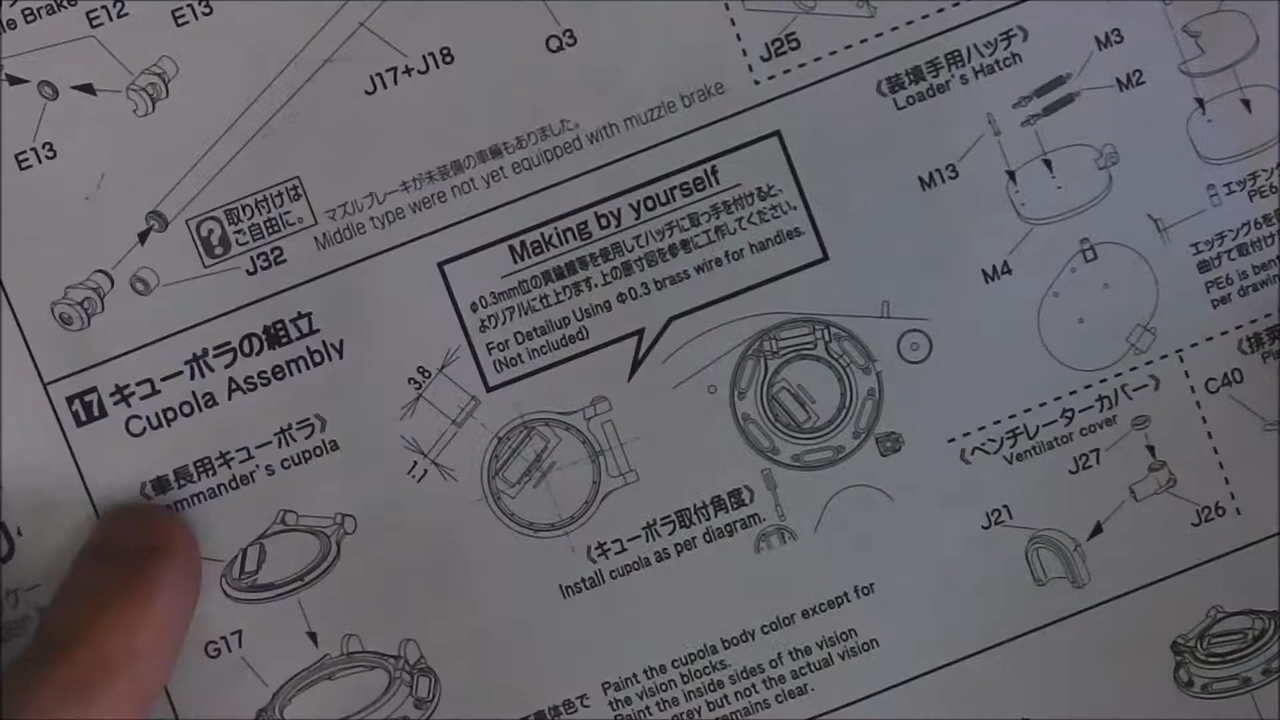 le Brake
E12
E13
E13
J17+J18
Q3
J25
取り付けは
ご自由に。
J32
マズルブレーキが未装備の車輛もありました。
Middle type were not yet equipped with muzzle brake.
《装填手用ハッチ》
Loader's Hatch
M3
M2
M13
M4
エッチン
PE6
エッチング6を
曲げて取付け
PE6 is ben
per drawin
Making by yourself
φ0.3mm位の真鍮線等を使用してハッチに取っ手を付けると、
よりリアルに仕上ります。上の原寸図を参考に工作してください。
For Detailup Using Φ0.3 brass wire for handles.
(Not included)
17 キューポラの組立
Cupola Assembly
3.8
1.1
《車長用キューポラ》
mmander's cupola
G17
《キューポラ取付角度》
Install cupola as per diagram.
《ベンチレーターカバー》
Ventilator cover
J27
J26
J21
C40
Paint the cupola body color except for
the vision blocks.
Paint the inside sides of the vision
grey but not the actual vision
remains clear.